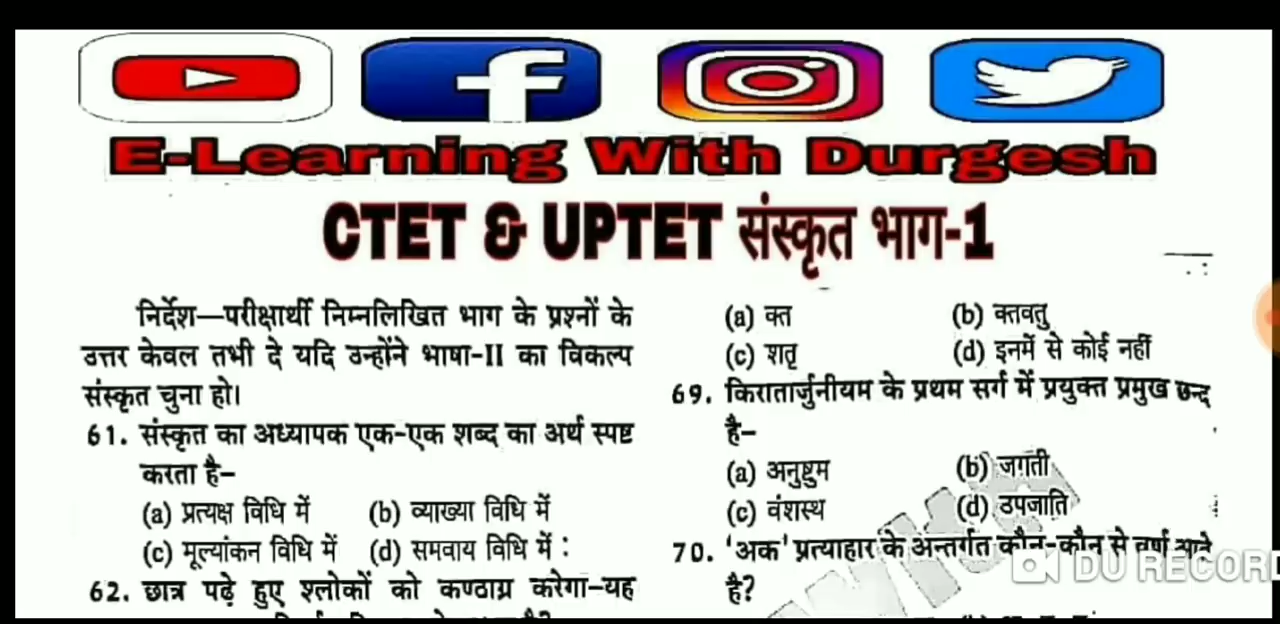 E-Learning With Durgesh
CTET & UPTET संस्कृत भाग-1
निर्देश—परीक्षार्थी निम्नलिखित भाग के प्रश्नों के
उत्तर केवल तभी दे यदि उन्होंने भाषा-II का विकल्प
संस्कृत चुना हो।
61. संस्कृत का अध्यापक एक-एक शब्द का अर्थ स्पष्ट
करता है–
(a) प्रत्यक्ष विधि में (b) व्याख्या विधि में
(c) मूल्यांकन विधि में (d) समवाय विधि में :
62. छात्र पढ़े हुए श्लोकों को कण्ठाग्र करेगा–यह
(a) क्त (b) क्तवतु
(c) शतृ (d) इनमें से कोई नहीं
69. किरातार्जुनीयम के प्रथम सर्ग में प्रयुक्त प्रमुख छन्द
है–
(a) अनुष्टुम (b) जगती
(c) वंशस्थ (d) उपजाति
70. 'अक' प्रत्याहार के अन्तर्गत कौन-कौन से वर्ण आते
है?
DU RECORD